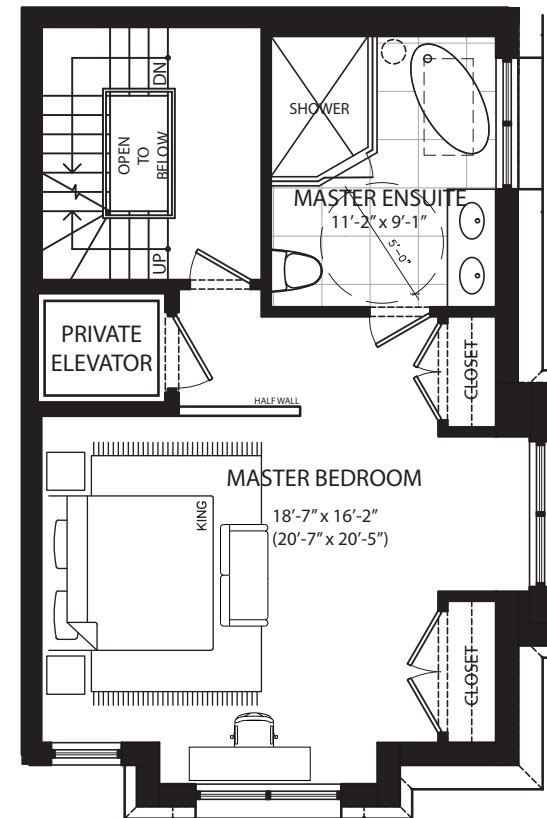 DN
OPEN
TO
BELOW
UP
SHOWER
MASTER ENSUITE
11'-2" x 9'-1"
5'-0"
PRIVATE
ELEVATOR
CLOSET
HALF WALL
MASTER BEDROOM
18'-7" x 16'-2"
(20'-7" x 20'-5")
KING
CLOSET